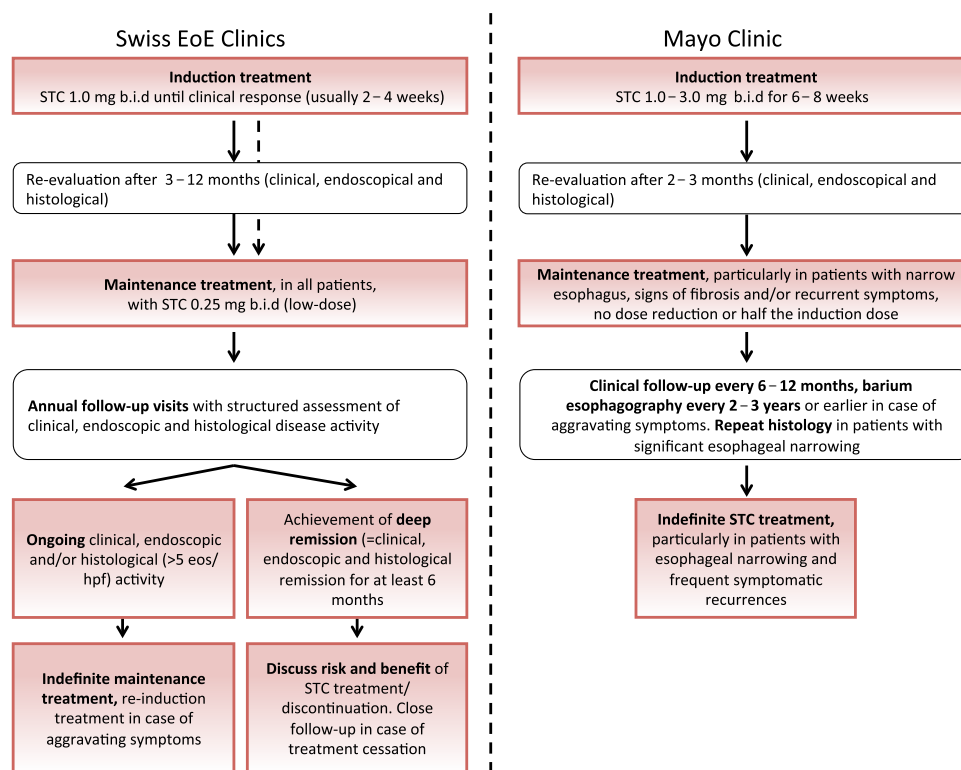 Swiss EoE Clinics
Induction treatment
STC 1.0 mg b.i.d until clinical response (usually 2 – 4 weeks)
Re-evaluation after 3 – 12 months (clinical, endoscopical and
histological)
Maintenance treatment, in all patients,
with STC 0.25 mg b.i.d (low-dose)
Annual follow-up visits with structured assessment of
clinical, endoscopic and histological disease activity
Ongoing clinical, endoscopic
and/or histological (>5 eos/
hpf) activity
Achievement of deep
remission (=clinical,
endoscopic and histological
remission for at least 6
months
Indefinite maintenance
treatment, re-induction
treatment in case of
aggravating symptoms
Discuss risk and benefit of
STC treatment/
discontinuation. Close
follow-up in case of
treatment cessation
Mayo Clinic
Induction treatment
STC 1.0 – 3.0 mg b.i.d for 6 – 8 weeks
Re-evaluation after 2 – 3 months (clinical, endoscopical and
histological)
Maintenance treatment, particularly in patients with narrow
esophagus, signs of fibrosis and/or recurrent symptoms,
no dose reduction or half the induction dose
Clinical follow-up every 6 – 12 months, barium
esophagography every 2 – 3 years or earlier in case of
aggravating symptoms. Repeat histology in patients with
significant esophageal narrowing
Indefinite STC treatment,
particularly in patients with
esophageal narrowing and
frequent symptomatic
recurrences